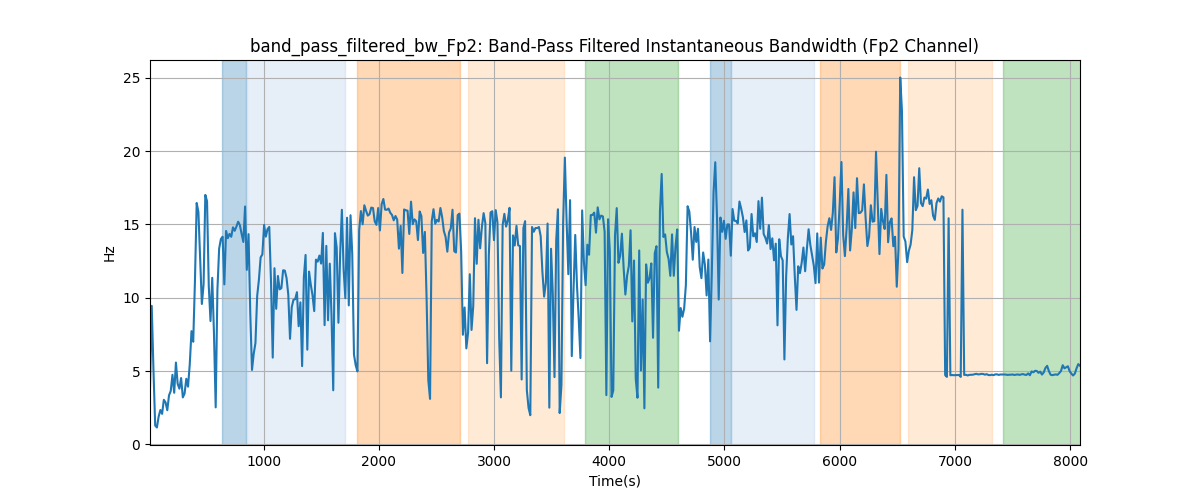 band_pass_filtered_bw_Fp2: Band-Pass Filtered Instantaneous Bandwidth (Fp2 Channel)
25
20
15
10
5
0
Hz
1000 2000 3000 4000 5000 6000 7000 8000
Time(s)